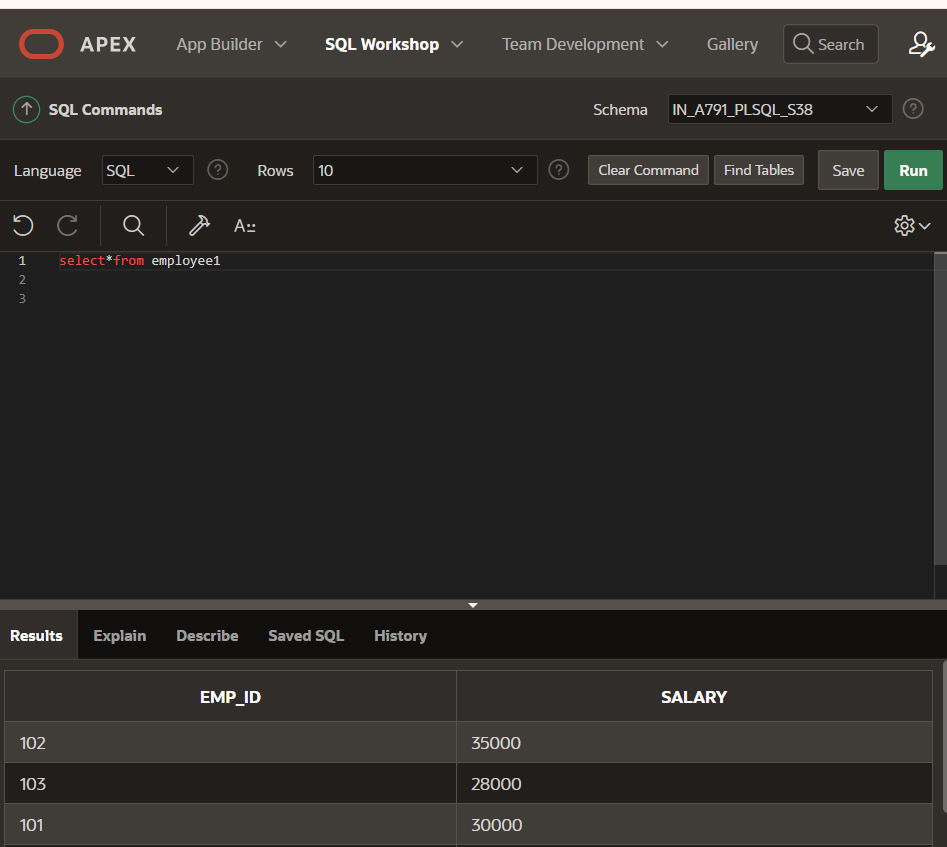 APEX App Builder SQL Workshop Team Development Gallery Search
SQL Commands Schema IN_A791_PLSQL_S38 ?
Language SQL ? Rows 10 ? Clear Command Find Tables Save Run
A::
1 select*from employee1
2
3
Results Explain Describe Saved SQL History
EMP_ID SALARY
102 35000
103 28000
101 30000